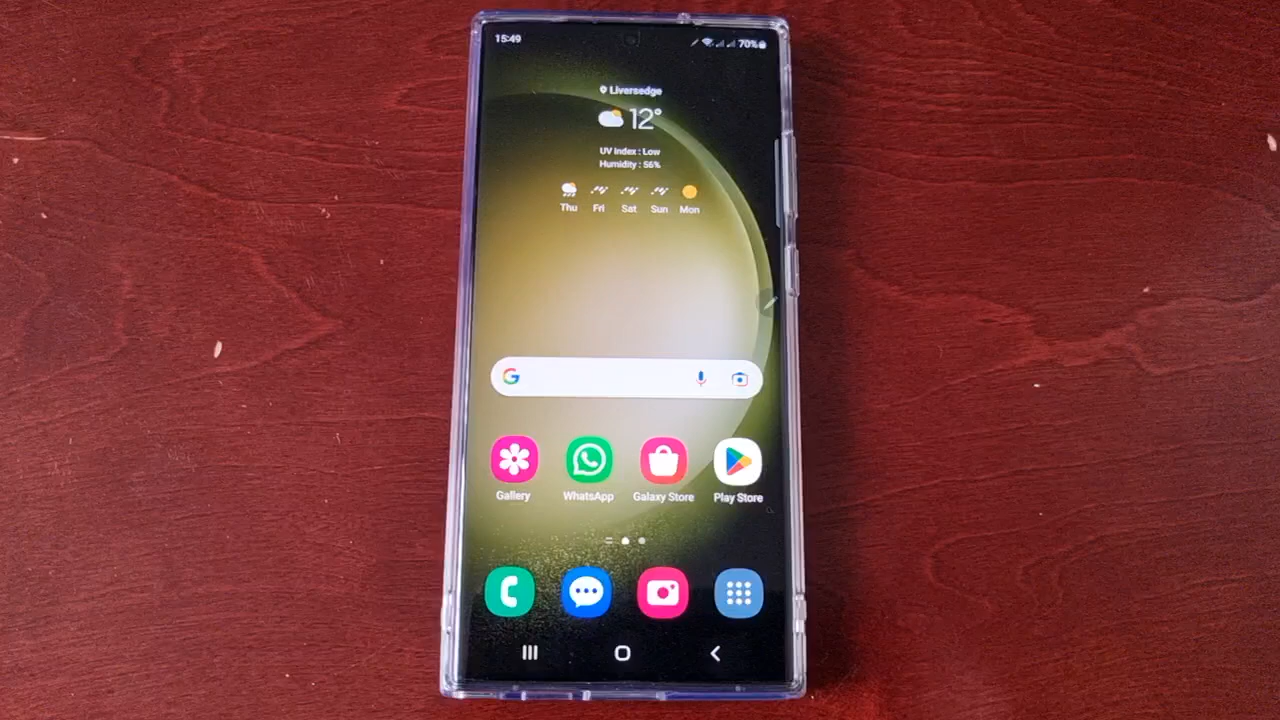 15:49
70%
Liversedge
12°
UV Index : Low
Humidity : 56%
Thu Fri Sat Sun Mon
G
Gallery WhatsApp Galaxy Store Play Store